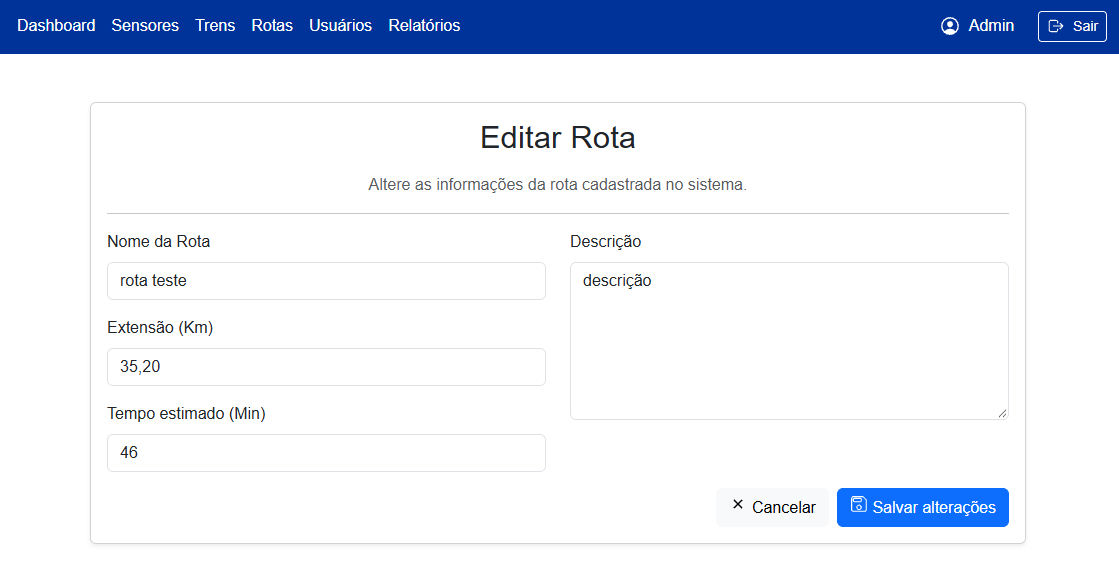 Dashboard Sensores Trens Rotas Usuários Relatórios Admin Sair
Editar Rota
Altere as informações da rota cadastrada no sistema.
Nome da Rota
rota teste
Extensão (Km)
35,20
Tempo estimado (Min)
46
Descrição
descrição
Cancelar Salvar alterações